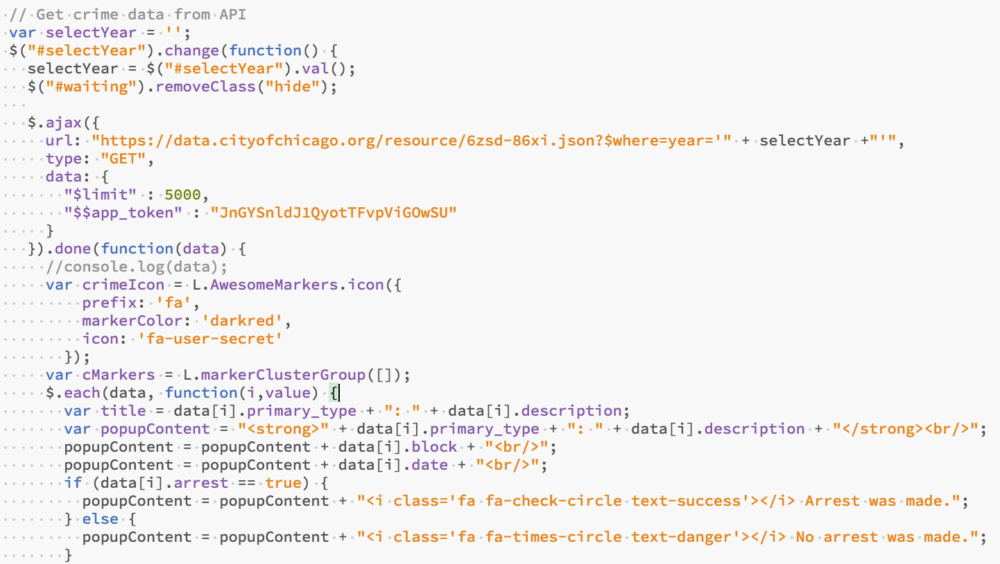 // Get crime data from API
var selectYear = '';
$("#selectYear").change(function() {
selectYear = $("#selectYear").val();
$("#waiting").removeClass("hide");
$.ajax({
url: "https://data.cityofchicago.org/resource/6zsd-86xi.json?$where=year='" + selectYear +"'",
type: "GET",
data: {
"$limit" : 5000,
"$$app_token" : "JnGYSnldJ1QyotTFvpViGOwSU"
}
}).done(function(data) {
//console.log(data);
var crimeIcon = L.AwesomeMarkers.icon({
prefix: 'fa',
markerColor: 'darkred',
icon: 'fa-user-secret'
});
var cMarkers = L.markerClusterGroup([]);
$.each(data, function(i,value) {
var title = data[i].primary_type + ": " + data[i].description;
var popupContent = "<strong>" + data[i].primary_type + ": " + data[i].description + "</strong><br/>";
popupContent = popupContent + data[i].block + "<br/>";
popupContent = popupContent + data[i].date + "<br/>";
if (data[i].arrest == true) {
popupContent = popupContent + "<i class='fa fa-check-circle text-success'></i> Arrest was made.";
} else {
popupContent = popupContent + "<i class='fa fa-times-circle text-danger'></i> No arrest was made.";
}